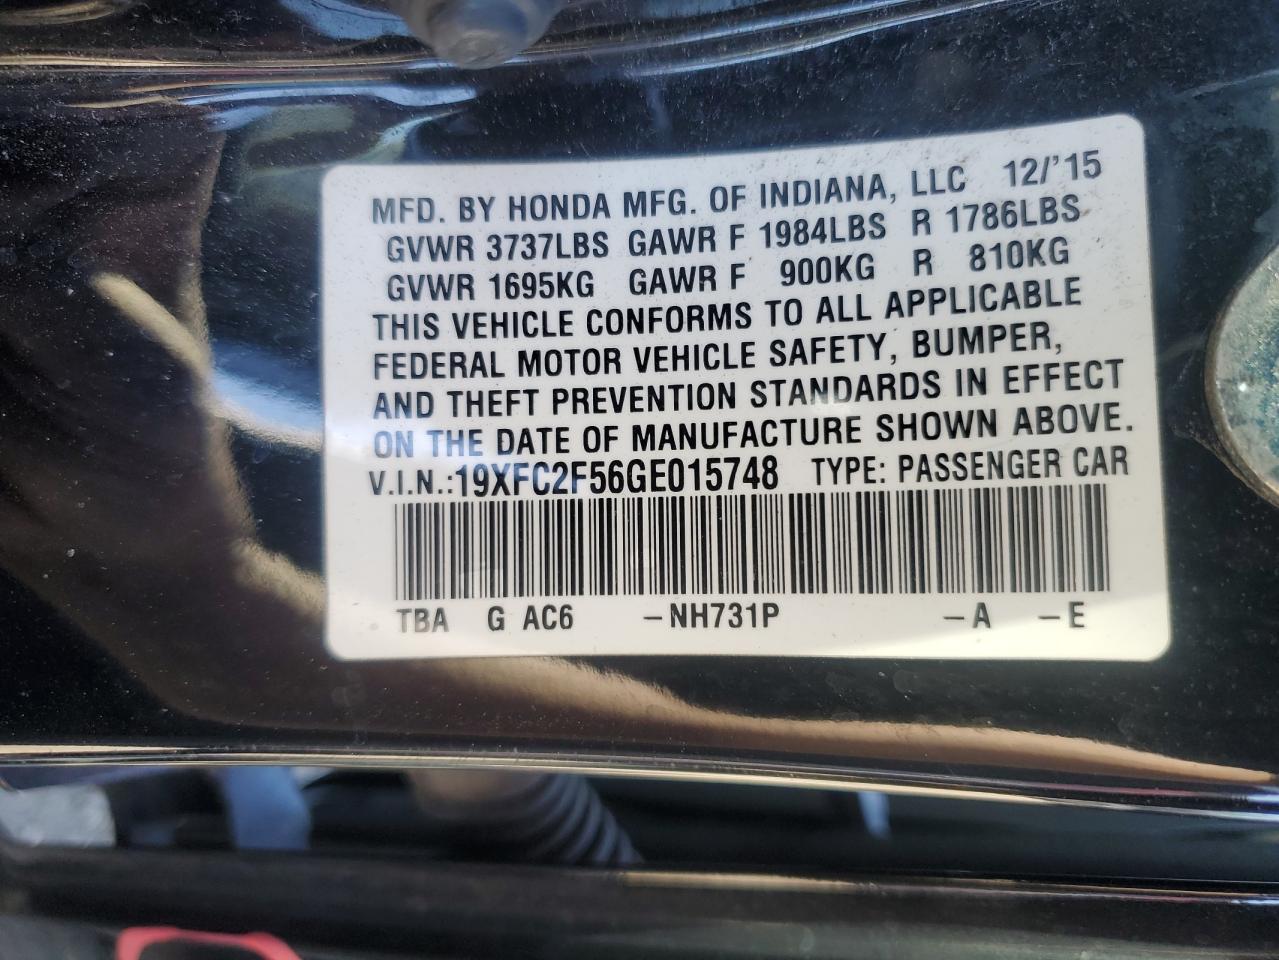 MFD. BY HONDA MFG. OF INDIANA, LLC 12/'15
GVWR 3737LBS GAWR F 1984LBS R 1786LBS
GVWR 1695KG GAWR F 900KG R 810KG
THIS VEHICLE CONFORMS TO ALL APPLICABLE
FEDERAL MOTOR VEHICLE SAFETY, BUMPER,
AND THEFT PREVENTION STANDARDS IN EFFECT
ON THE DATE OF MANUFACTURE SHOWN ABOVE.
V.I.N.:19XFC2F56GE015748 TYPE: PASSENGER CAR
TBA G AC6 –NH731P –A –E